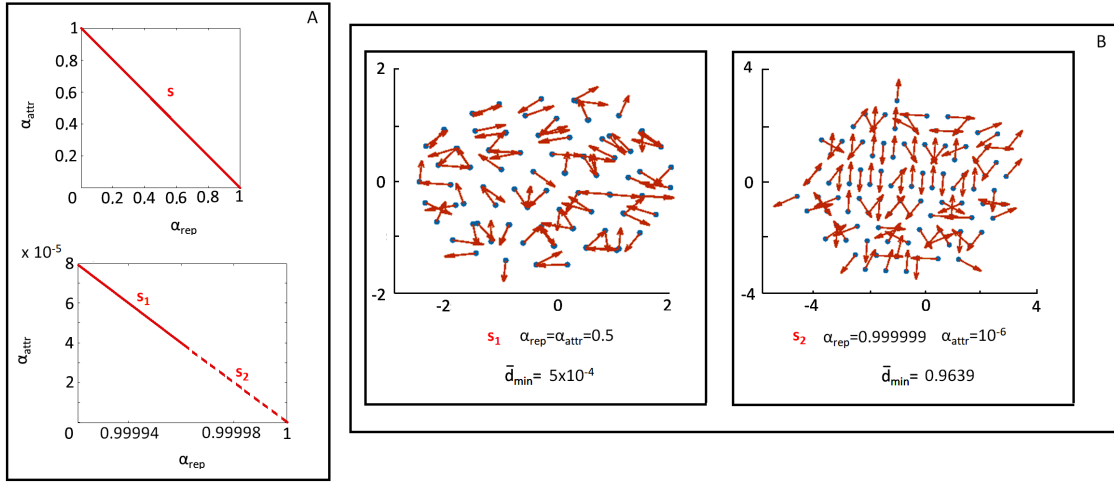 A
1
0.8
0.6
0.4
0.2
0
0.2 0.4 0.6 0.8 1
α_attr
s
α_rep
x 10^-5
8
6
4
2
0
0.99994 0.99998 1
α_attr
s_1
s_2
α_rep
B
2
1
0
-1
-2
-2 0 2
s_1 α_rep=α_attr=0.5
d̄_min= 5x10^-4
4
0
-4
-4 0 4
s_2 α_rep=0.999999 α_attr=10^-6
d̄_min= 0.9639